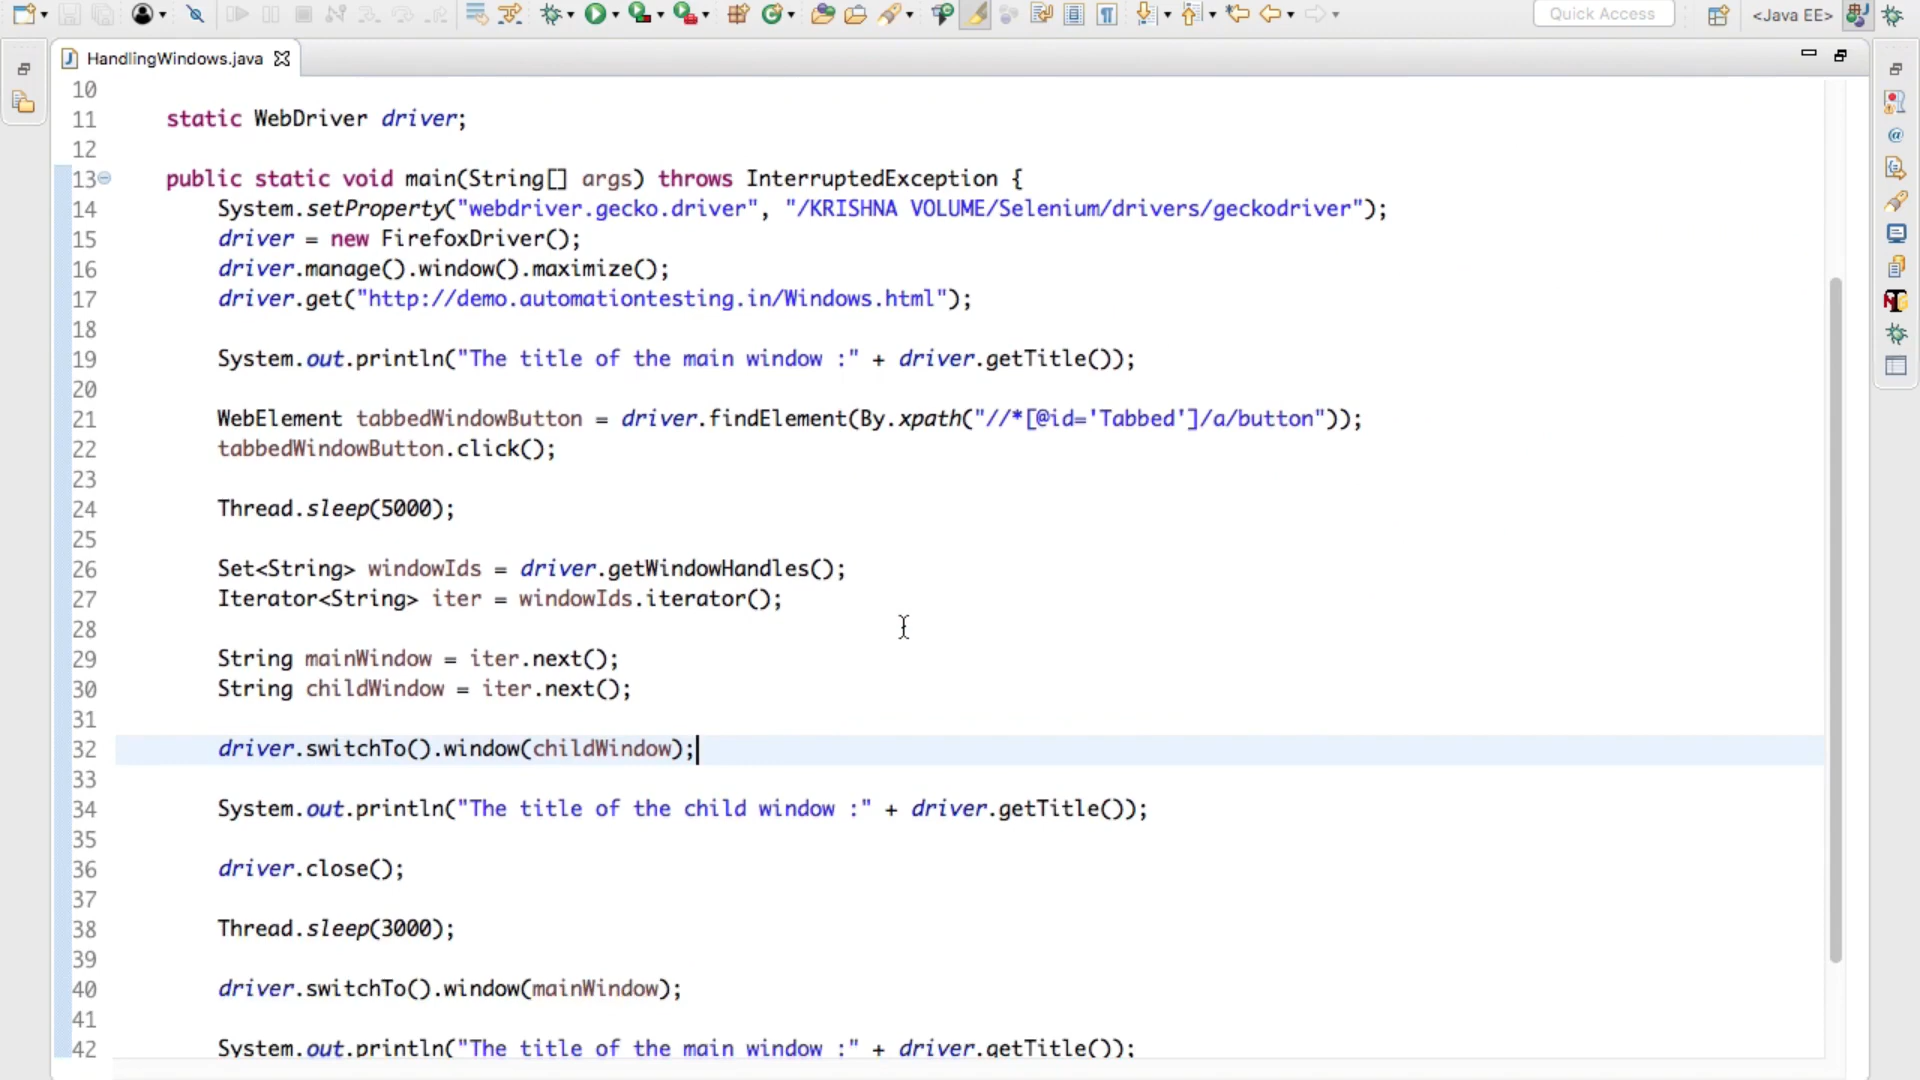 Quick Access
<Java EE>
HandlingWindows.java
10
11 static WebDriver driver;
12
13 public static void main(String[] args) throws InterruptedException {
14 System.setProperty("webdriver.gecko.driver", "/KRISHNA VOLUME/Selenium/drivers/geckodriver");
15 driver = new FirefoxDriver();
16 driver.manage().window().maximize();
17 driver.get("http://demo.automationtesting.in/Windows.html");
18
19 System.out.println("The title of the main window :" + driver.getTitle());
20
21 WebElement tabbedWindowButton = driver.findElement(By.xpath("//*[@id='Tabbed']/a/button"));
22 tabbedWindowButton.click();
23
24 Thread.sleep(5000);
25
26 Set<String> windowIds = driver.getWindowHandles();
27 Iterator<String> iter = windowIds.iterator();
28
29 String mainWindow = iter.next();
30 String childWindow = iter.next();
31
32 driver.switchTo().window(childWindow);
33
34 System.out.println("The title of the child window :" + driver.getTitle());
35
36 driver.close();
37
38 Thread.sleep(3000);
39
40 driver.switchTo().window(mainWindow);
41
42 System.out.println("The title of the main window :" + driver.getTitle());